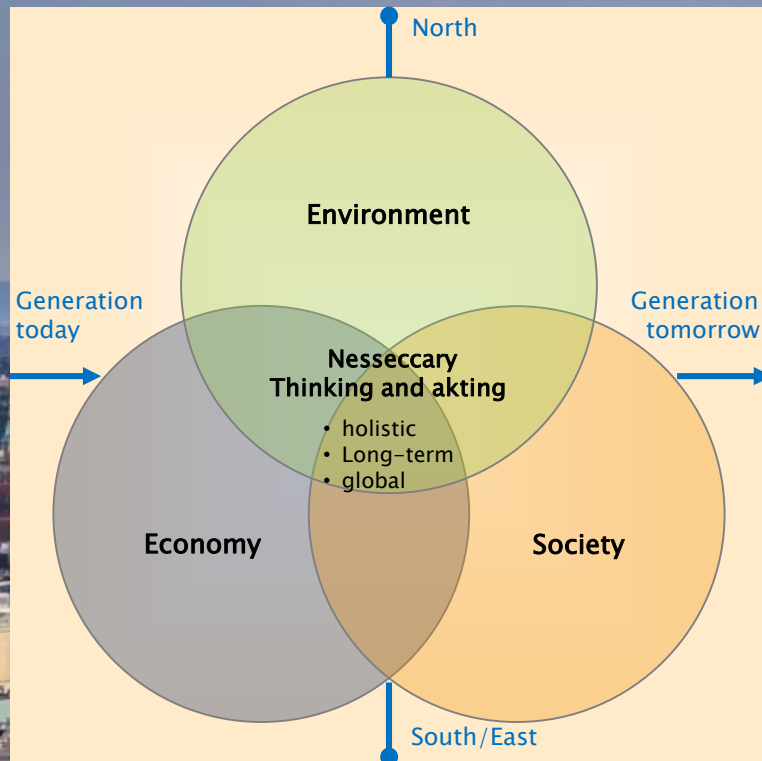 North
Environment
Generation
today
Generation
tomorrow
Nesseccary
Thinking and akting
• holistic
• Long-term
• global
Economy
Society
South/East